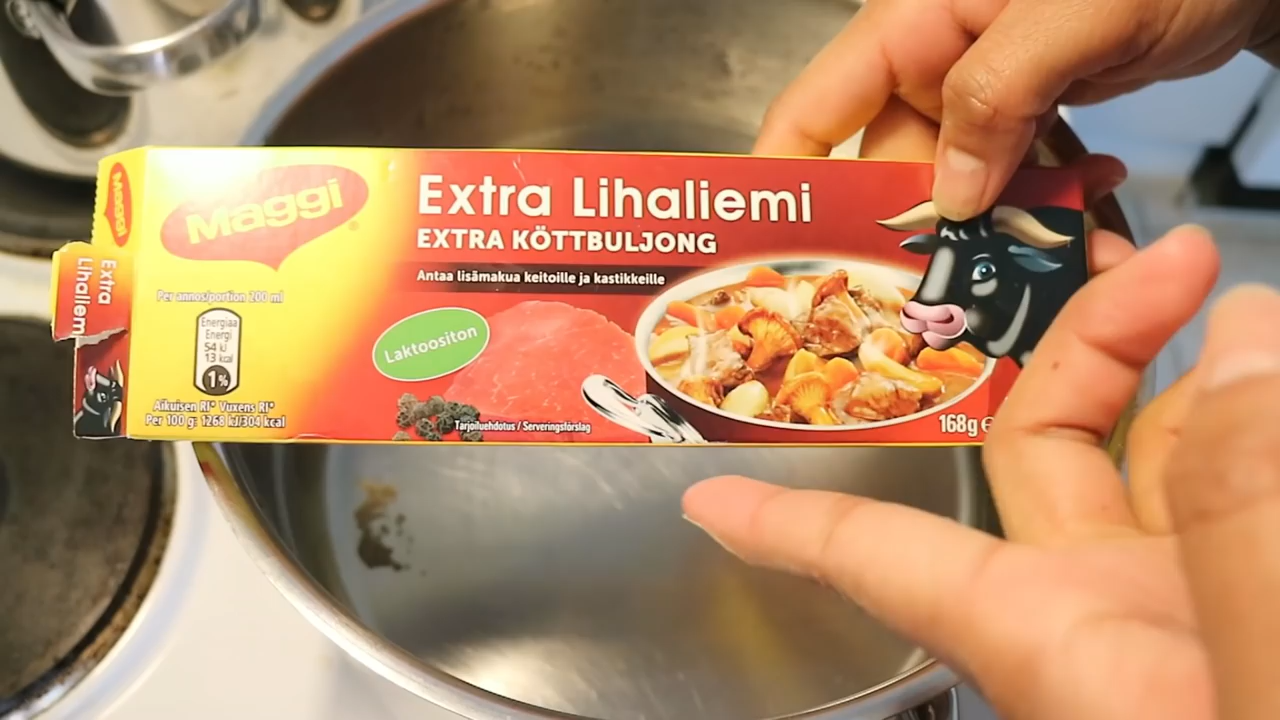 Maggi
Extra Lihaliemi
EXTRA KÖTTBULJONG
Antaa lisämakua keitoille ja kastikkeille
Per annos/portion 200 ml
Energiaa
Energi
54 kJ
13 kcal
1%
Laktoositon
Aikuisen RI* Vuxens RI*
Per 100 g: 1268 kJ/304 kcal
Tarjoiluehdotus / Serveringsförslag
168g e
MAGGI
Extra
Lihaliem